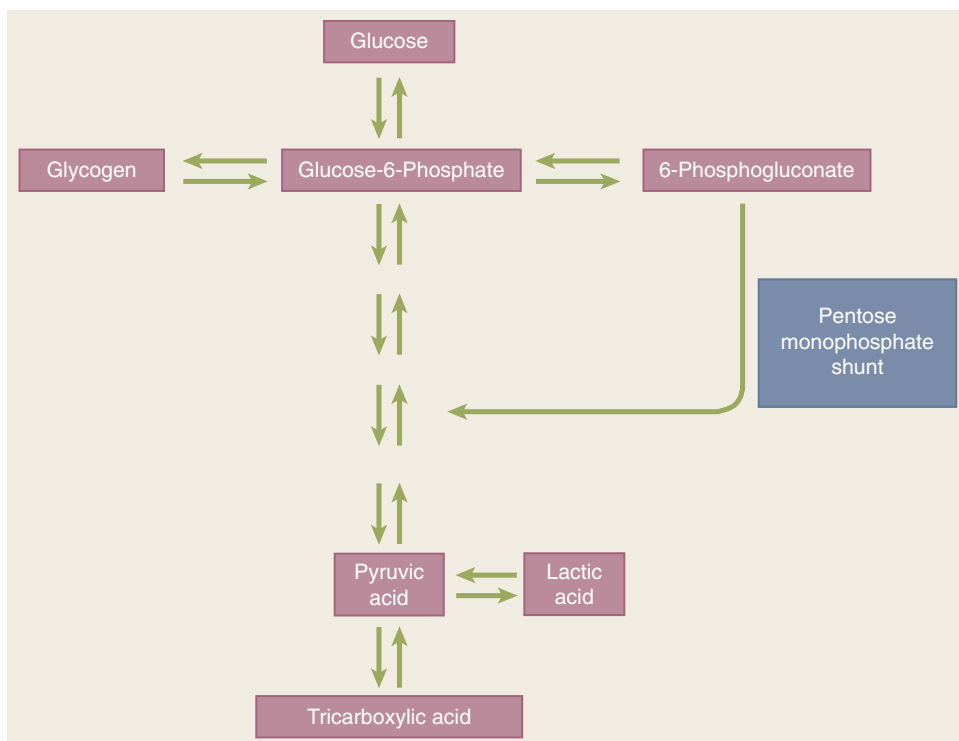 Glucose
Glycogen
Glucose-6-Phosphate
6-Phosphogluconate
Pentose
monophosphate
shunt
Pyruvic
acid
Lactic
acid
Tricarboxylic acid